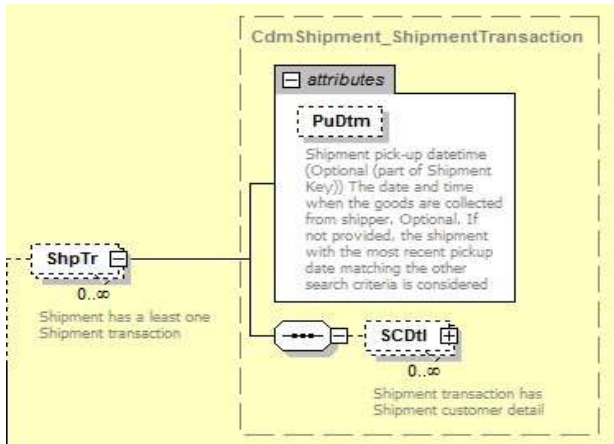 CdmShipment_ShipmentTransaction
attributes
PuDtm
Shipment pick-up datetime
(Optional (part of Shipment
Key)) The date and time
when the goods are collected
from shipper. Optional. If
not provided, the shipment
with the most recent pickup
date matching the other
search criteria is considered
ShpTr
0..∞
Shipment has a least one
Shipment transaction
SCDtl
0..∞
Shipment transaction has
Shipment customer detail